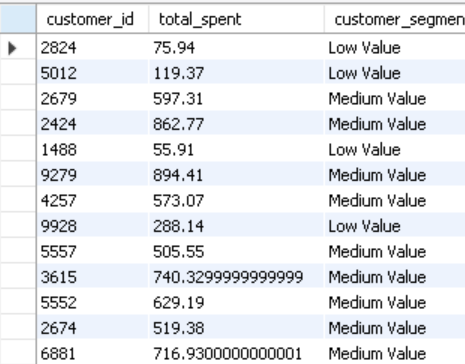 customer_id total_spent customer_segmen
2824 75.94 Low Value
5012 119.37 Low Value
2679 597.31 Medium Value
2424 862.77 Medium Value
1488 55.91 Low Value
9279 894.41 Medium Value
4257 573.07 Medium Value
9928 288.14 Low Value
5557 505.55 Medium Value
3615 740.3299999999999 Medium Value
5552 629.19 Medium Value
2674 519.38 Medium Value
6881 716.9300000000001 Medium Value